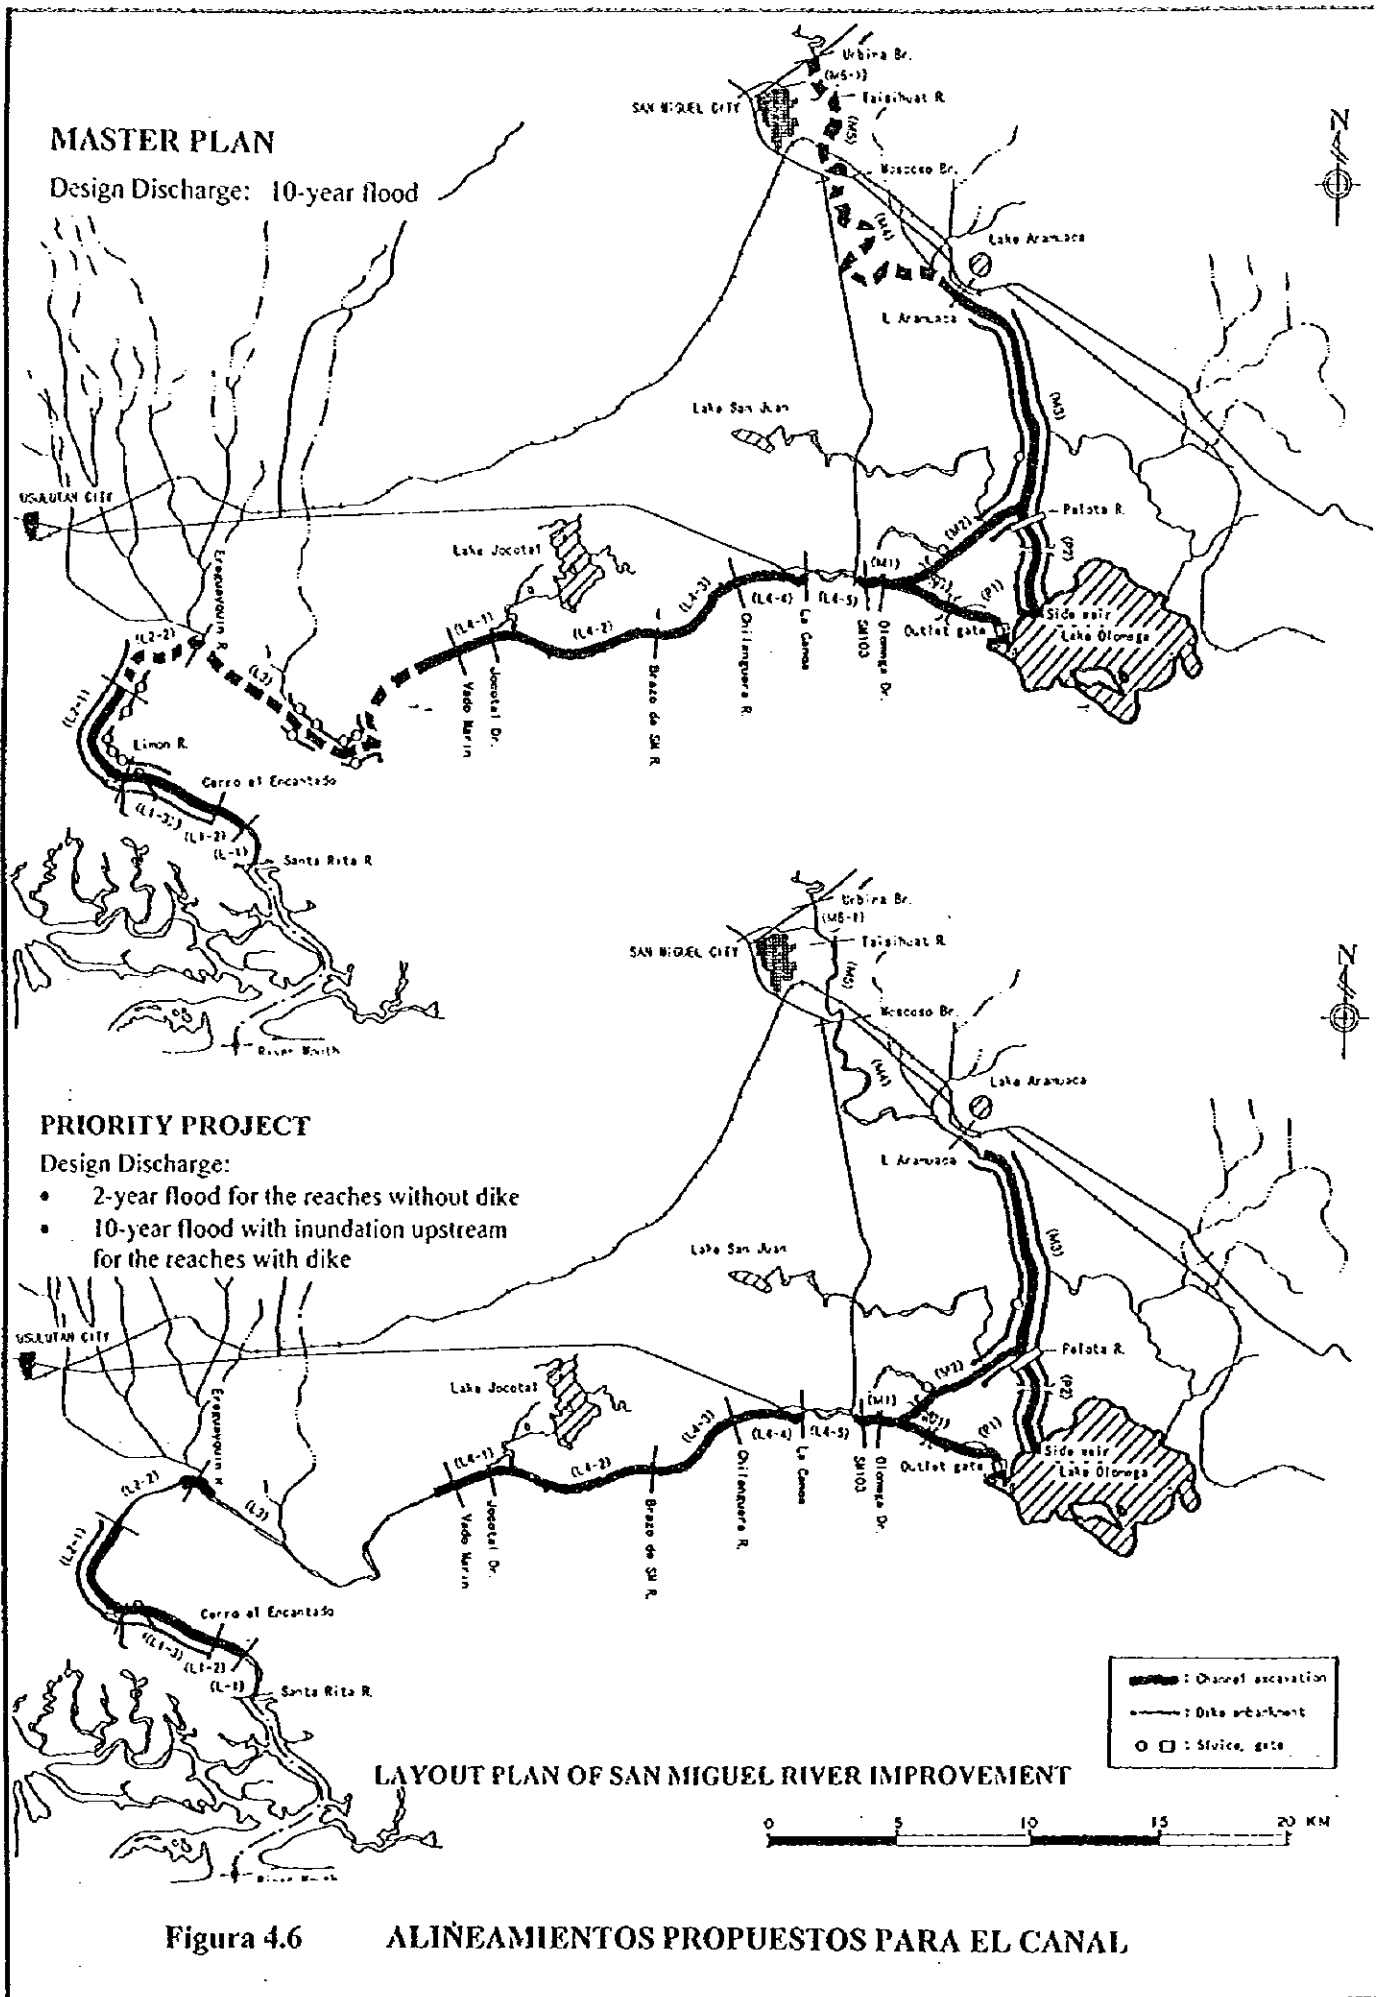 MASTER PLAN
Design Discharge: 10-year flood
Urbina Br.
(M5-1)
SAN MIGUEL CITY
Taisihuat R.
(M5)
Moscoso Br.
(M4)
Lake Aramuaca
L. Aramuaca
N
Lake San Juan
(M3)
USULUTAN CITY
Pelota R.
(M2)
Lake Jocotal
(M1)
(P2)
(P1)
(L4-3)
(L4-4)
(L4-5)
(L4-1)
(L4-2)
Outlet gate
Side weir
Lake Olomega
La Canoa
SM103
Olomega Dr.
Chilanguera R.
Brazo de SM R.
Jocotal Dr.
Vado Marin
(L2-2)
(L3)
(L2-1)
Limon R.
Cerro el Encantado
(L1-3)
(L1-2)
(L-1)
Santa Rita R
River Mouth
PRIORITY PROJECT
Design Discharge:
• 2-year flood for the reaches without dike
• 10-year flood with inundation upstream
for the reaches with dike
Urbina Br.
SAN MIGUEL CITY
Taisihuat R.
(M5)
Moscoso Br.
(M4)
Lake Aramuaca
L. Aramuaca
N
Lake San Juan
(M3)
USULUTAN CITY
Pelota R.
(M2)
Lake Jocotal
(M1)
(P2)
(P1)
(L4-3)
(L4-4)
(L4-5)
(L4-1)
(L4-2)
Outlet gate
Side weir
Lake Olomega
La Canoa
SM103
Olomega Dr.
Chilanguera R.
Brazo de SM R.
Jocotal Dr.
Vado Marin
(L2-2)
(L3)
(L2-1)
Cerro el Encantado
(L1-3)
(L1-2)
(L-1)
Santa Rita R.
: Channel excavation
: Dike embankment
: Sluice, gate
LAYOUT PLAN OF SAN MIGUEL RIVER IMPROVEMENT
0 5 10 15 20 KM
River Mouth
Figura 4.6 ALIÑEAMIENTOS PROPUESTOS PARA EL CANAL